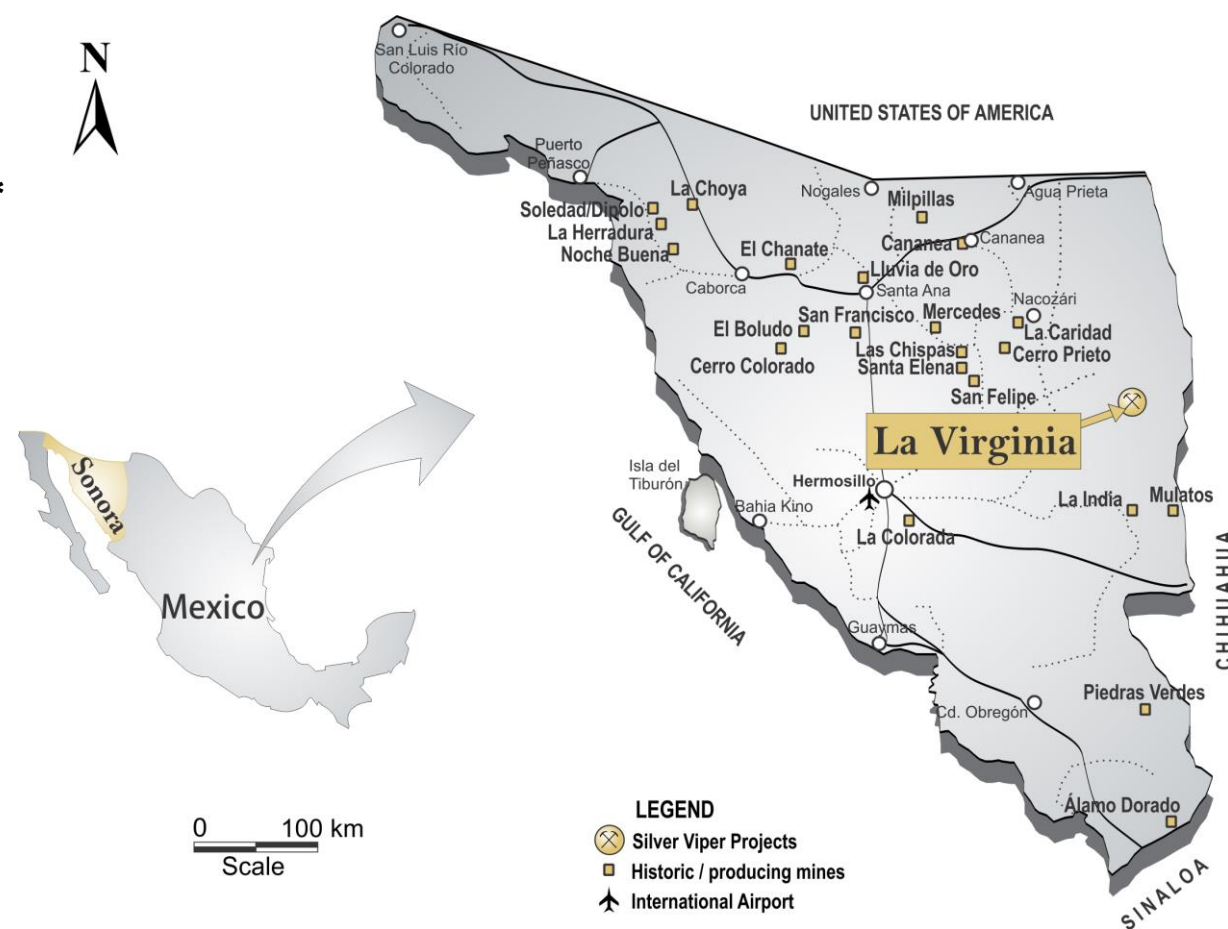 N
*
San Luis Río
Colorado
UNITED STATES OF AMERICA
Puerto
Peñasco
La Choya
Nogales
Agua Prieta
Milpillas
Soledad/Dipolo
La Herradura
Noche Buena
El Chanate
Cananea
Cananea
Lluvia de Oro
Caborca
Santa Ana
Nacozári
San Francisco
Mercedes
El Boludo
La Caridad
Cerro Colorado
Las Chispas
Cerro Prieto
Santa Elena
San Felipe
La Virginia
Sonora
Isla del
Tiburón
Hermosillo
Bahia Kino
La India
Mulatos
La Colorada
GULF OF CALIFORNIA
CHIHUAHUA
Mexico
Guaymas
Piedras Verdes
Cd. Obregón
Álamo Dorado
SINALOA
0 100 km
Scale
LEGEND
Silver Viper Projects
Historic / producing mines
International Airport